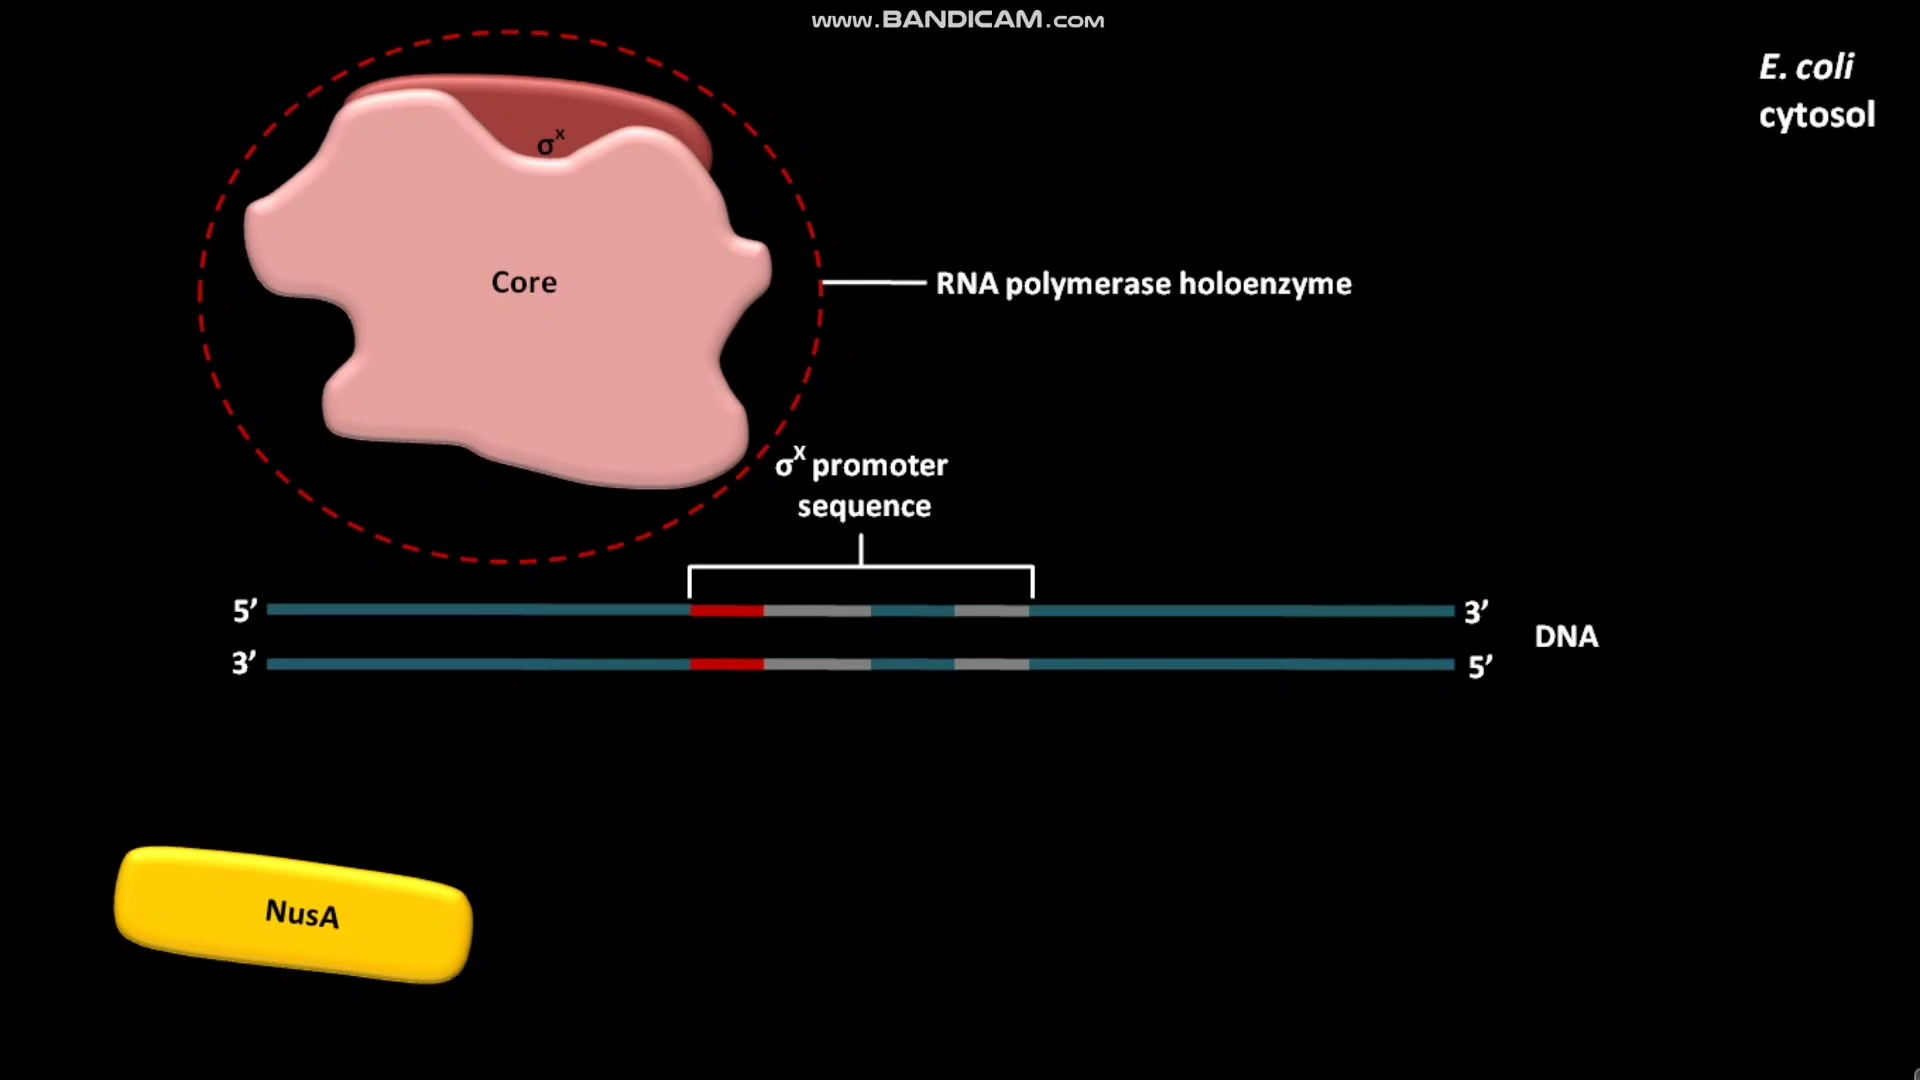 www.BANDICAM.com
E. coli
cytosol
σˣ
Core
RNA polymerase holoenzyme
σˣ promoter
sequence
5’ 3’
DNA
3’ 5’
NusA